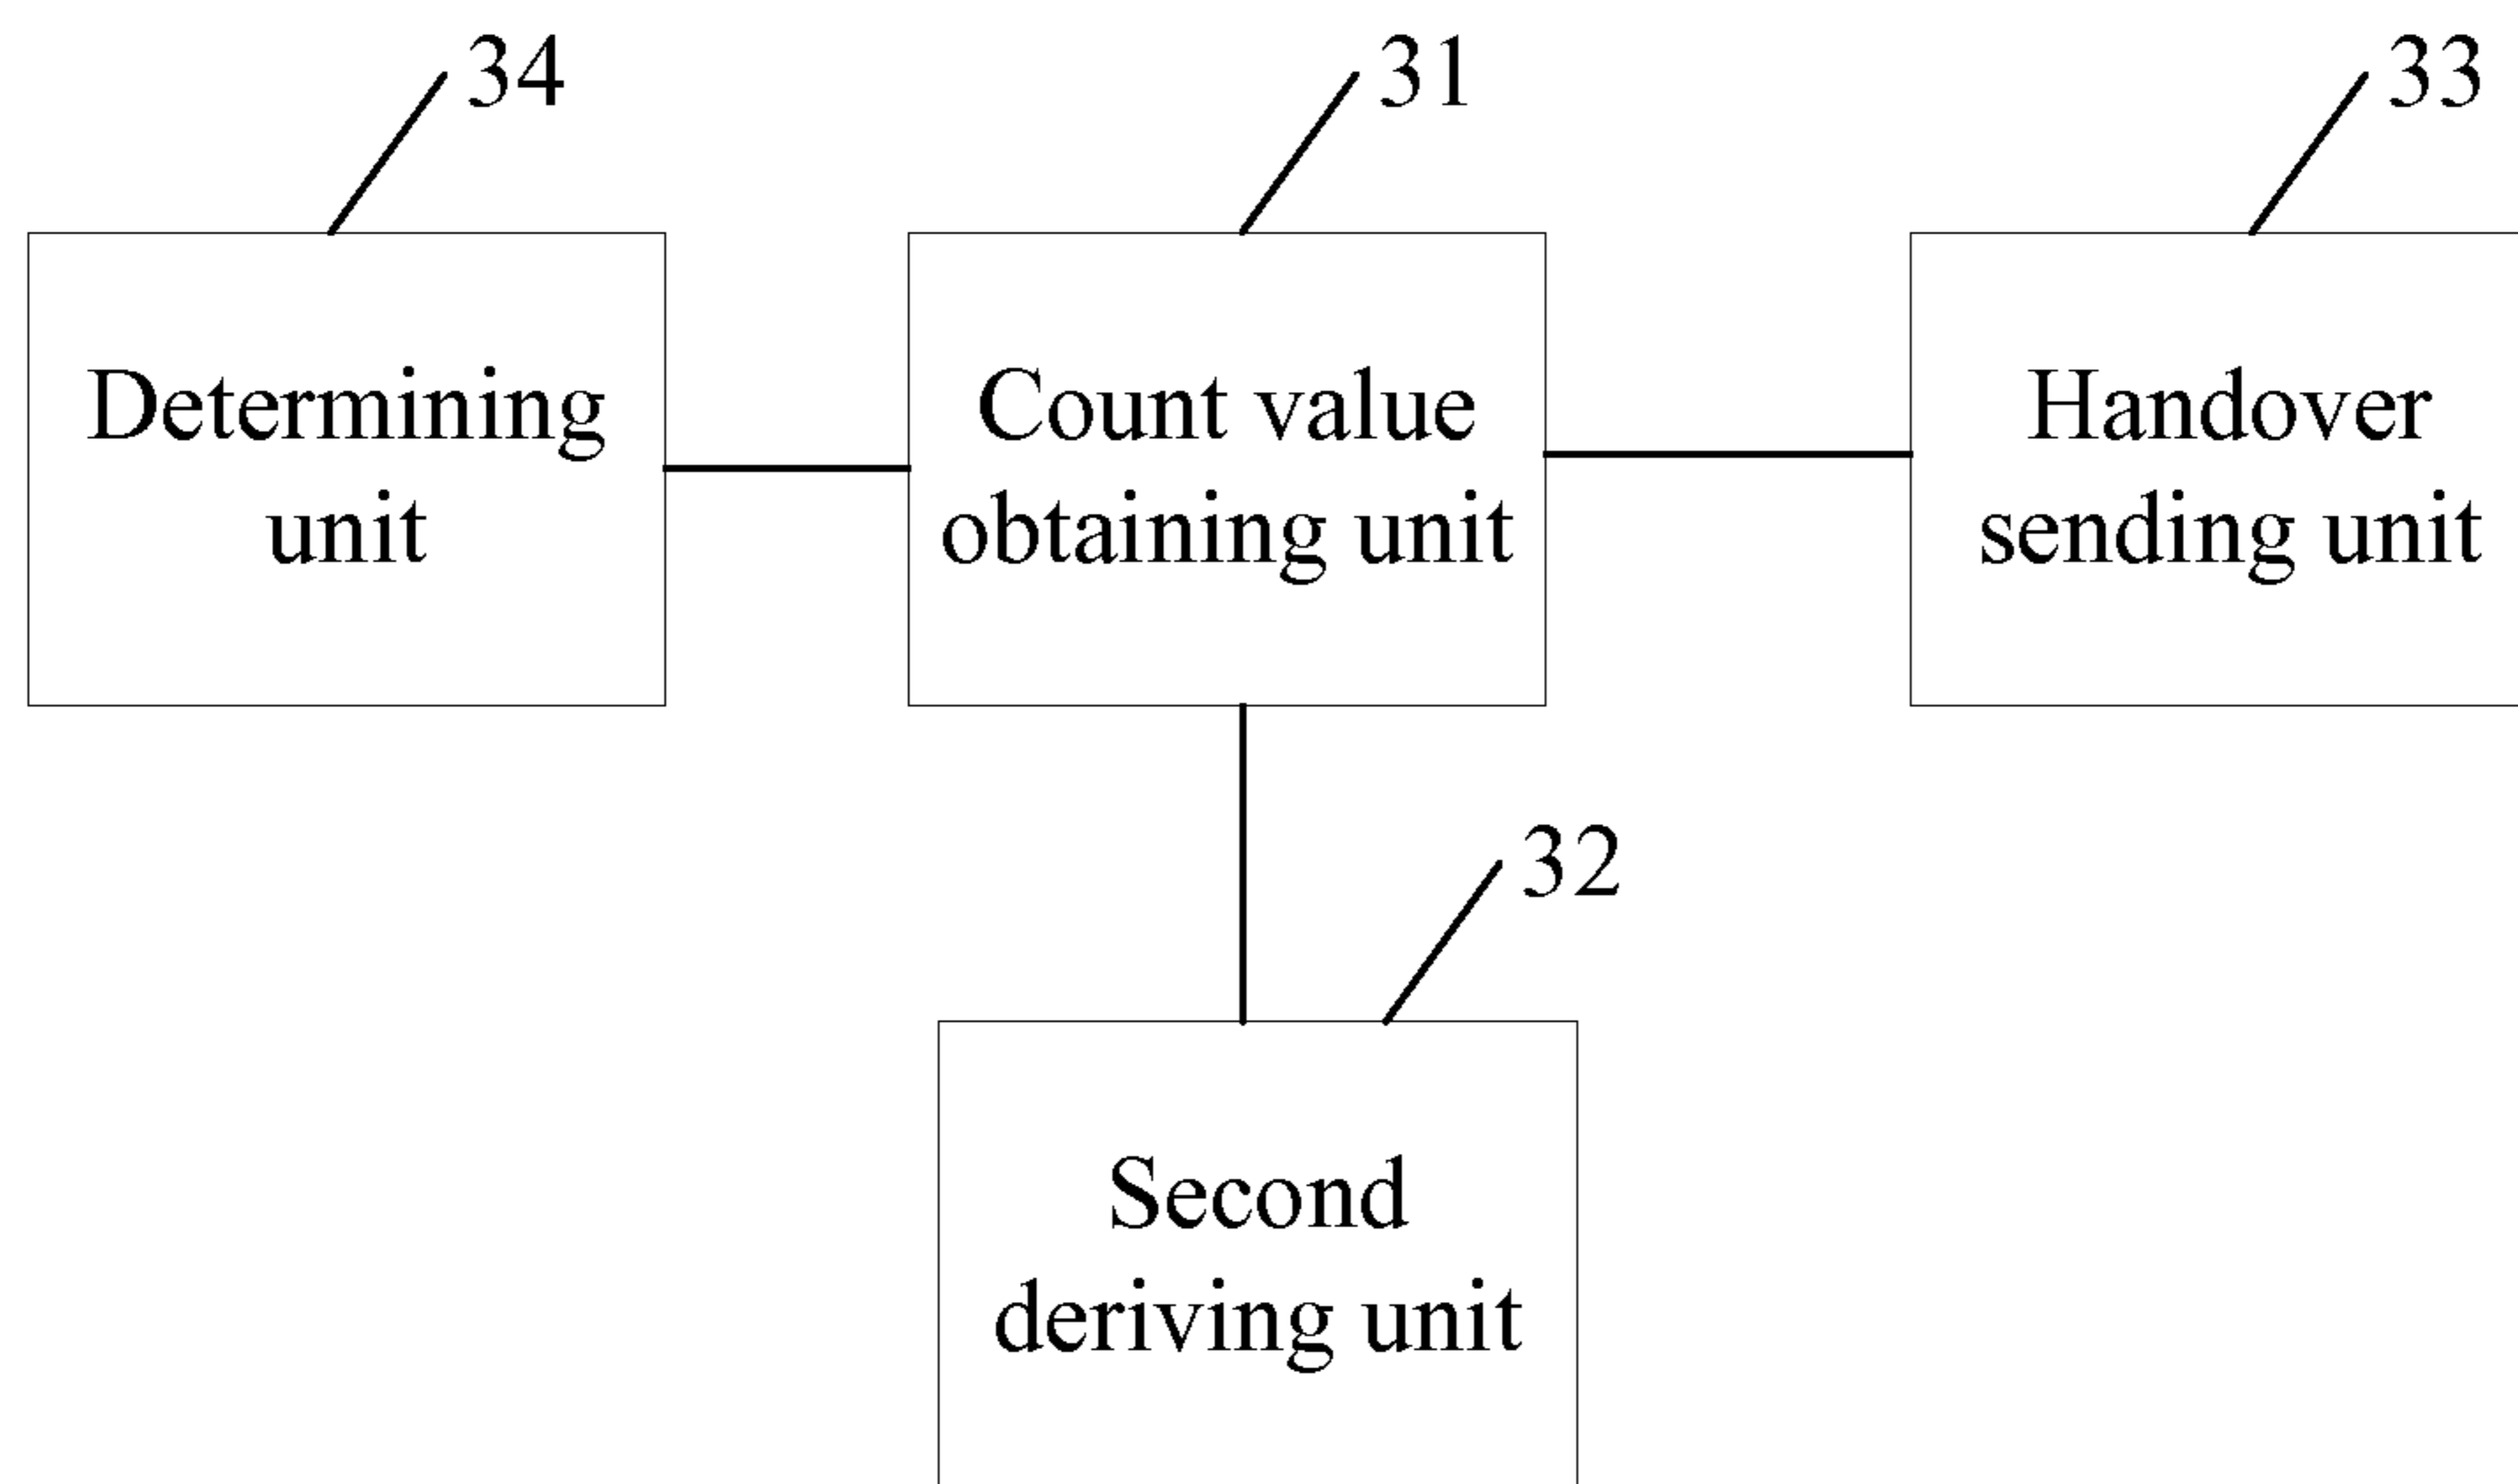 34
31
33
Determining
unit
Count value
obtaining unit
Handover
sending unit
32
Second
deriving unit